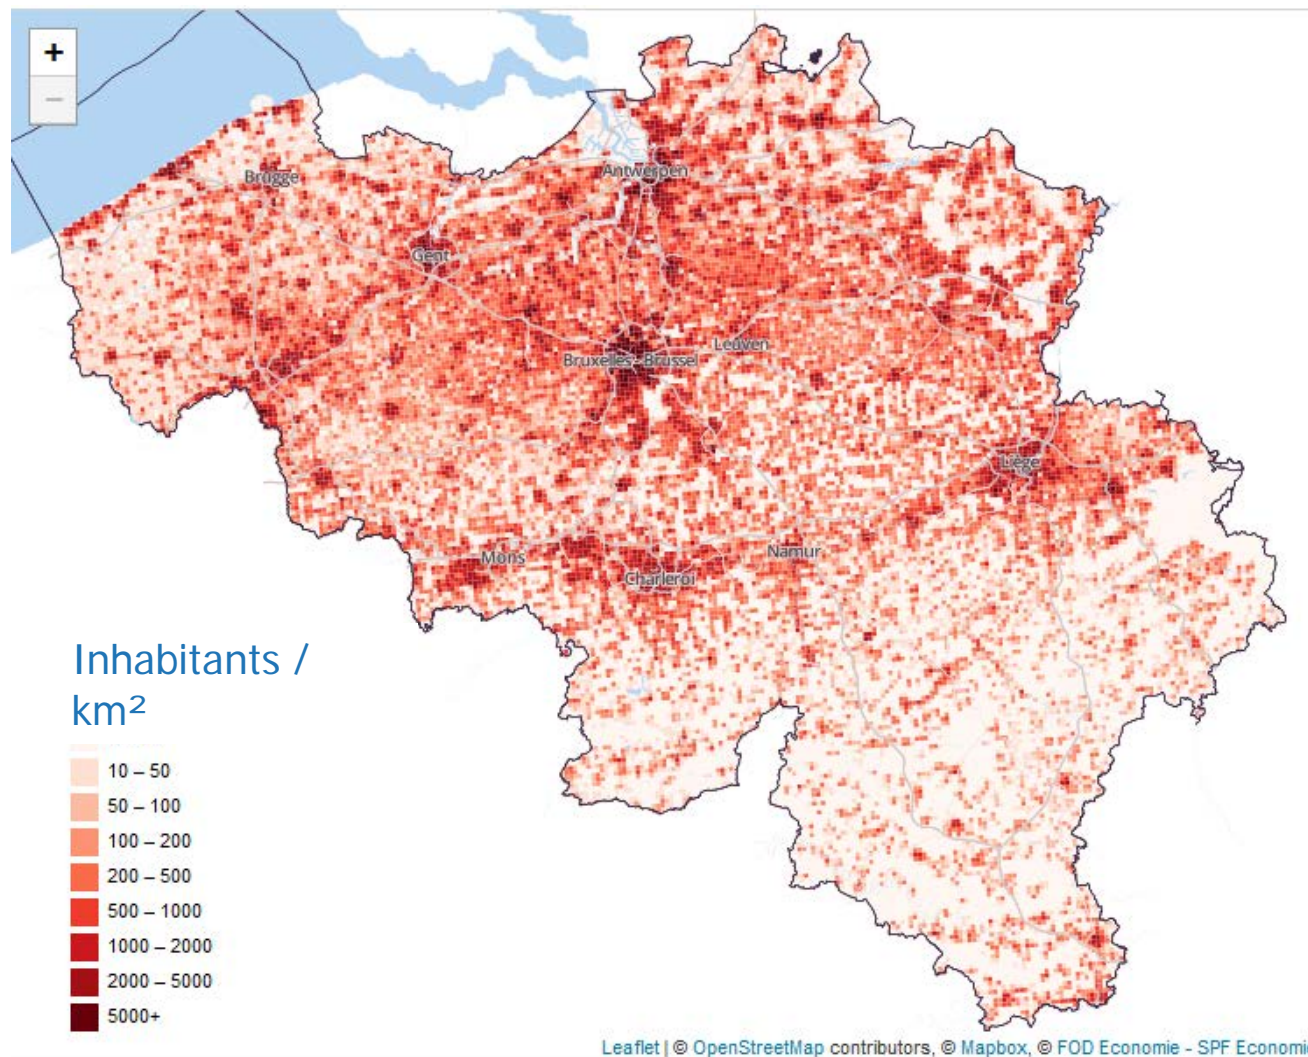 +
−
Antwerpen
Brugge
Gent
Leuven
Bruxelles - Brussel
Liège
Mons
Namur
Charleroi
Inhabitants /
km²
10 – 50
50 – 100
100 – 200
200 – 500
500 – 1000
1000 – 2000
2000 – 5000
5000+
Leaflet | © OpenStreetMap contributors, © Mapbox, © FOD Economie - SPF Economi